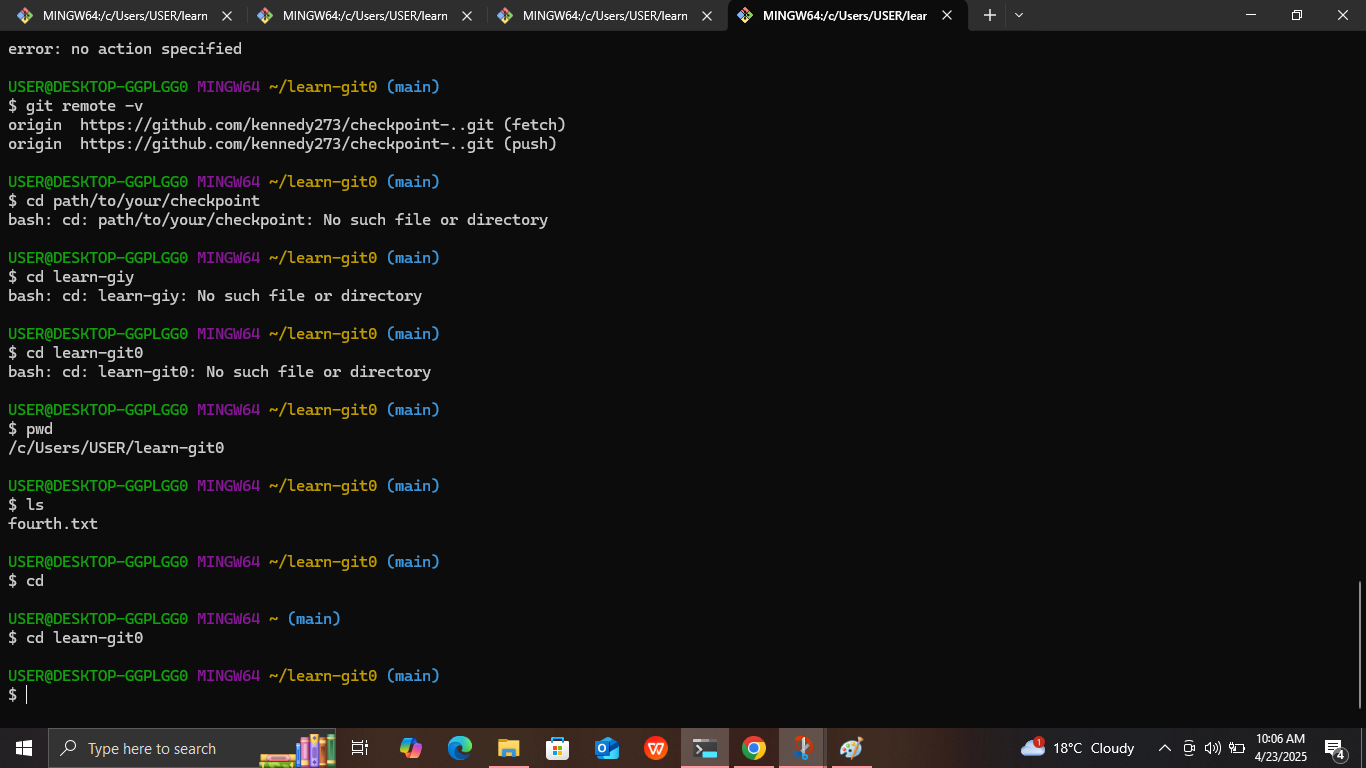 MINGW64:/c/Users/USER/learn
MINGW64:/c/Users/USER/learn
MINGW64:/c/Users/USER/learn
MINGW64:/c/Users/USER/lear
error: no action specified
USER@DESKTOP-GGPLGG0 MINGW64 ~/learn-git0 (main)
$ git remote -v
origin  https://github.com/kennedy273/checkpoint-..git (fetch)
origin  https://github.com/kennedy273/checkpoint-..git (push)
USER@DESKTOP-GGPLGG0 MINGW64 ~/learn-git0 (main)
$ cd path/to/your/checkpoint
bash: cd: path/to/your/checkpoint: No such file or directory
USER@DESKTOP-GGPLGG0 MINGW64 ~/learn-git0 (main)
$ cd learn-giy
bash: cd: learn-giy: No such file or directory
USER@DESKTOP-GGPLGG0 MINGW64 ~/learn-git0 (main)
$ cd learn-git0
bash: cd: learn-git0: No such file or directory
USER@DESKTOP-GGPLGG0 MINGW64 ~/learn-git0 (main)
$ pwd
/c/Users/USER/learn-git0
USER@DESKTOP-GGPLGG0 MINGW64 ~/learn-git0 (main)
$ ls
fourth.txt
USER@DESKTOP-GGPLGG0 MINGW64 ~/learn-git0 (main)
$ cd
USER@DESKTOP-GGPLGG0 MINGW64 ~ (main)
$ cd learn-git0
USER@DESKTOP-GGPLGG0 MINGW64 ~/learn-git0 (main)
$
Type here to search
1
18°C Cloudy
10:06 AM
4/23/2025
4